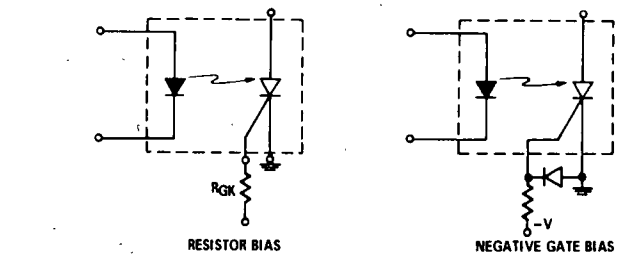 RGK
RESISTOR BIAS
-V
NEGATIVE GATE BIAS